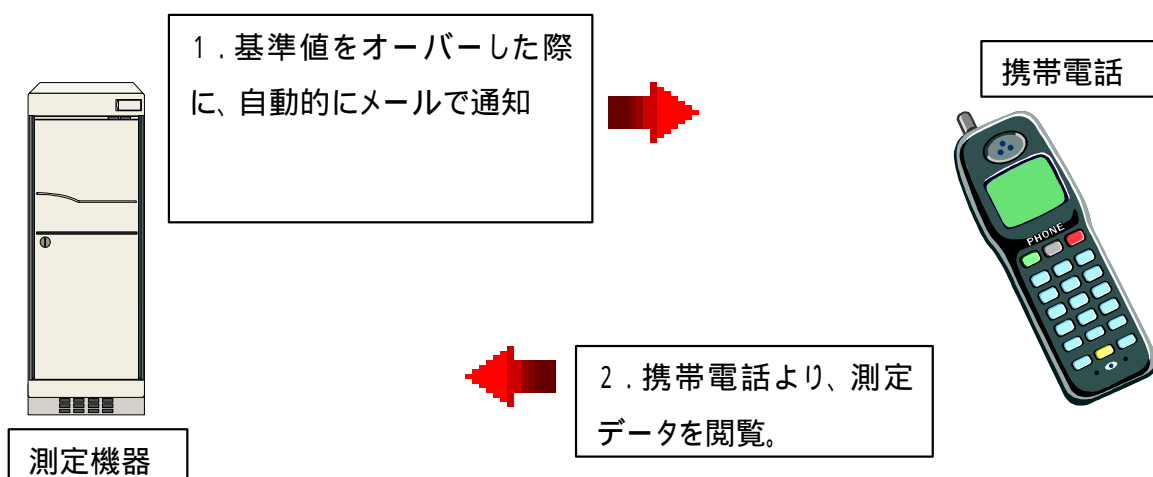 1．基準値をオーバーした際
に、自動的にメールで通知
携帯電話
PHONE
2．携帯電話より、測定
データを閲覧。
測定機器